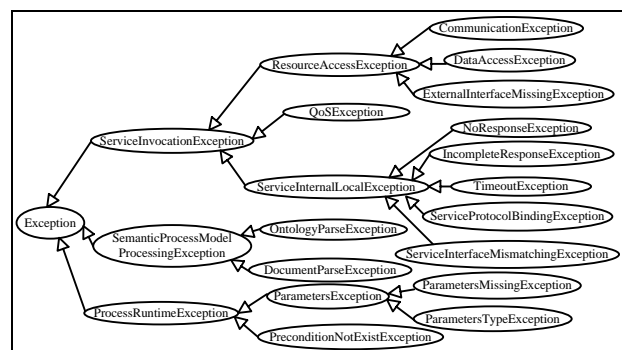 CommunicationException
ResourceAccessException
DataAccessException
ExternalInterfaceMissingException
QoSException
NoResponseException
ServiceInvocationException
IncompleteResponseException
ServiceInternalLocalException
TimeoutException
ServiceProtocolBindingException
Exception
SemanticProcessModel
ProcessingException
OntologyParseException
ServiceInterfaceMismatchingException
DocumentParseException
ParametersMissingException
ParametersException
ProcessRuntimeException
ParametersTypeException
PreconditionNotExistException